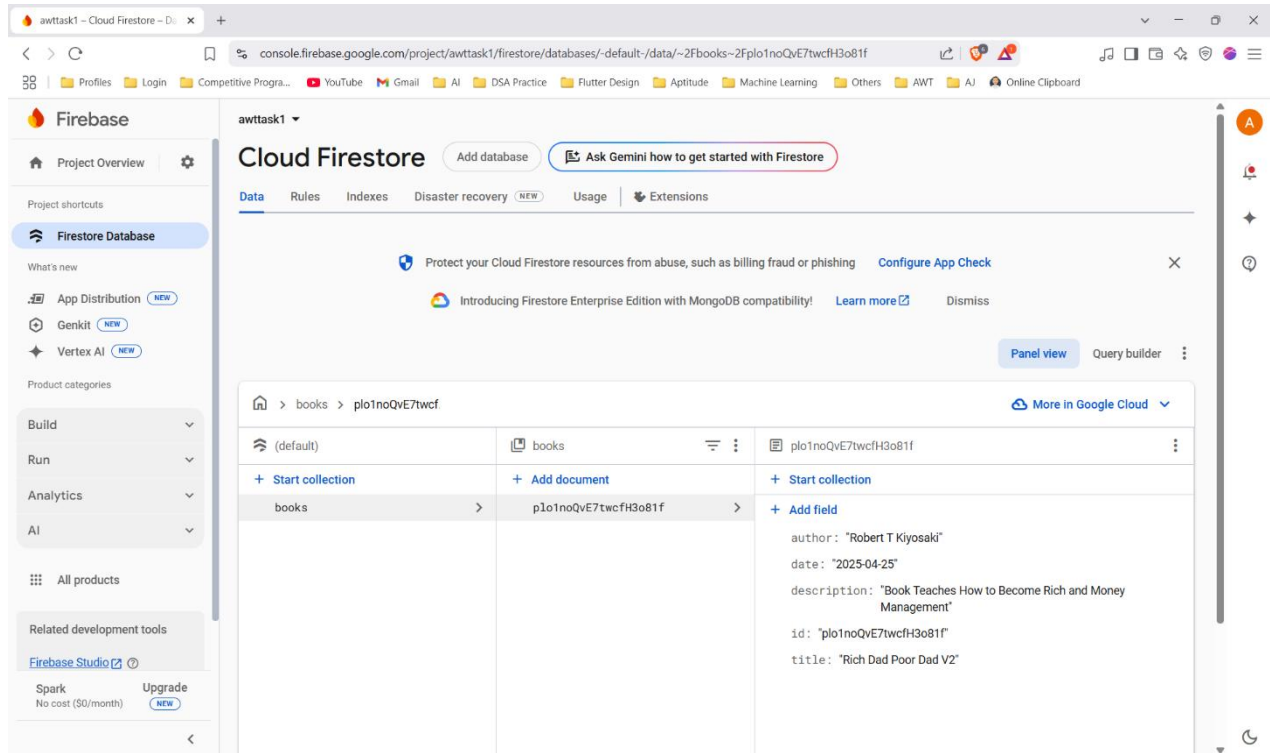 awttask1 – Cloud Firestore – Da
console.firebase.google.com/project/awttask1/firestore/databases/-default-/data/~2Fbooks~2Fplo1noQvE7twcfH3o81f
Profiles Login Competitive Progra... YouTube Gmail AI DSA Practice Flutter Design Aptitude Machine Learning Others AWT AJ Online Clipboard
Firebase
Project Overview
Project shortcuts
Firestore Database
What's new
App Distribution NEW
Genkit NEW
Vertex AI NEW
Product categories
Build
Run
Analytics
AI
All products
Related development tools
Firebase Studio
Spark
No cost ($0/month)
Upgrade
NEW
awttask1
Cloud Firestore
Add database
Ask Gemini how to get started with Firestore
Data Rules Indexes Disaster recovery NEW Usage Extensions
Protect your Cloud Firestore resources from abuse, such as billing fraud or phishing Configure App Check
Introducing Firestore Enterprise Edition with MongoDB compatibility! Learn more Dismiss
Panel view Query builder
books > plo1noQvE7twcf
More in Google Cloud
(default)
+ Start collection
books
books
+ Add document
plo1noQvE7twcfH3o81f
plo1noQvE7twcfH3o81f
+ Start collection
+ Add field
author: "Robert T Kiyosaki"
date: "2025-04-25"
description: "Book Teaches How to Become Rich and Money
Management"
id: "plo1noQvE7twcfH3o81f"
title: "Rich Dad Poor Dad V2"
A